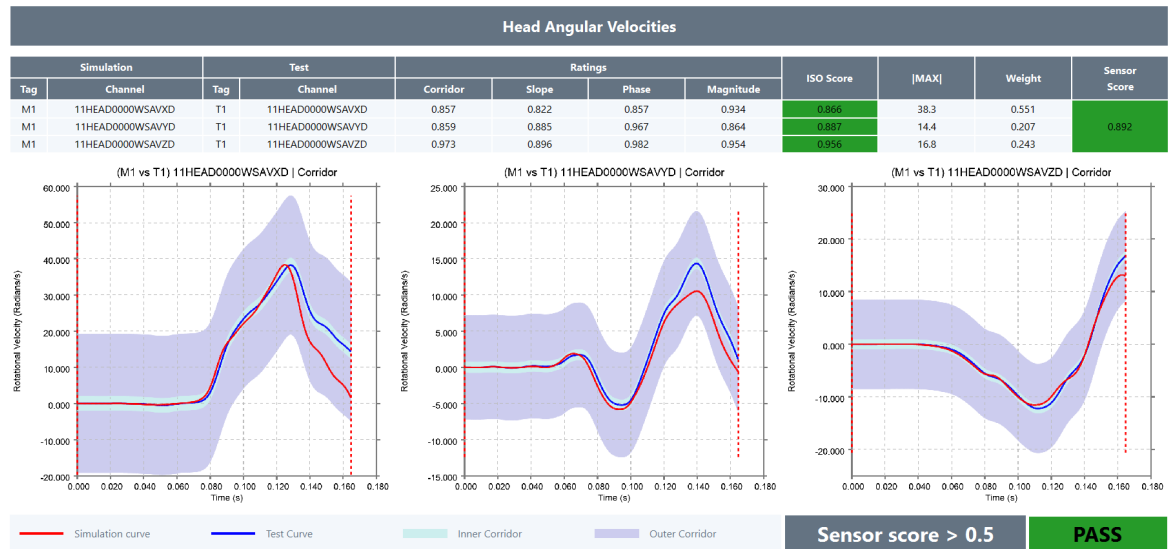 Head Angular Velocities
Simulation Test Ratings ISO Score |MAX| Weight Sensor Score
Tag Channel Tag Channel Corridor Slope Phase Magnitude
M1 11HEAD0000WSAVXD T1 11HEAD0000WSAVXD 0.857 0.822 0.857 0.934 0.866 38.3 0.551 0.892
M1 11HEAD0000WSAVYD T1 11HEAD0000WSAVYD 0.859 0.885 0.967 0.864 0.887 14.4 0.207
M1 11HEAD0000WSAVZD T1 11HEAD0000WSAVZD 0.973 0.896 0.982 0.954 0.956 16.8 0.243
(M1 vs T1) 11HEAD0000WSAVXD | Corridor
Rotational Velocity (Radians/s)
60.000
50.000
40.000
30.000
20.000
10.000
0.000
-10.000
-20.000
0.000 0.020 0.040 0.060 0.080 0.100 0.120 0.140 0.160 0.180
Time (s)
(M1 vs T1) 11HEAD0000WSAVYD | Corridor
Rotational Velocity (Radians/s)
25.000
20.000
15.000
10.000
5.000
0.000
-5.000
-10.000
-15.000
0.000 0.020 0.040 0.060 0.080 0.100 0.120 0.140 0.160 0.180
Time (s)
(M1 vs T1) 11HEAD0000WSAVZD | Corridor
Rotational Velocity (Radians/s)
30.000
20.000
10.000
0.000
-10.000
-20.000
0.000 0.020 0.040 0.060 0.080 0.100 0.120 0.140 0.160 0.180
Time (s)
Simulation curve Test Curve Inner Corridor Outer Corridor Sensor score > 0.5 PASS